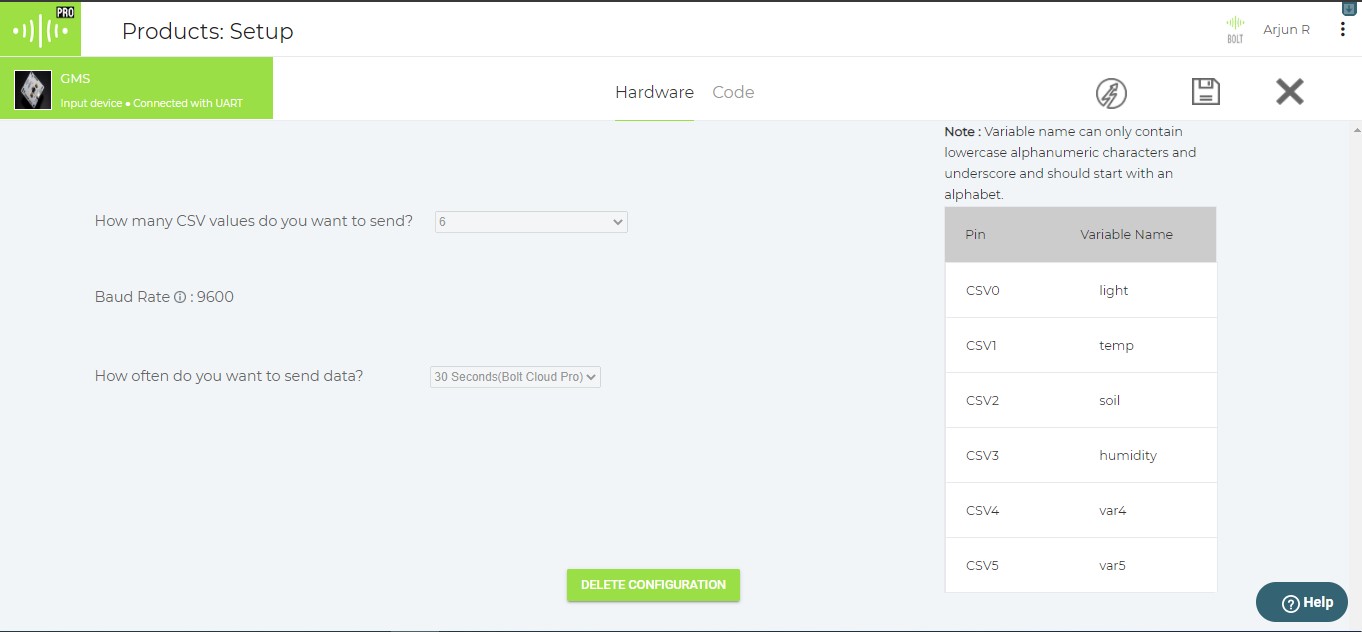 PRO
Products: Setup
BOLT
Arjun R
GMS
Input device • Connected with UART
Hardware
Code
Note : Variable name can only contain
lowercase alphanumeric characters and
underscore and should start with an
alphabet.
How many CSV values do you want to send?
6
Baud Rate ⓘ : 9600
How often do you want to send data?
30 Seconds(Bolt Cloud Pro)
Pin Variable Name
CSV0 light
CSV1 temp
CSV2 soil
CSV3 humidity
CSV4 var4
CSV5 var5
DELETE CONFIGURATION
? Help